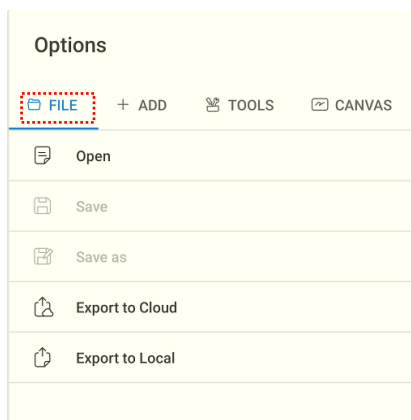 Options
FILE ADD TOOLS CANVAS
Open
Save
Save as
Export to Cloud
Export to Local